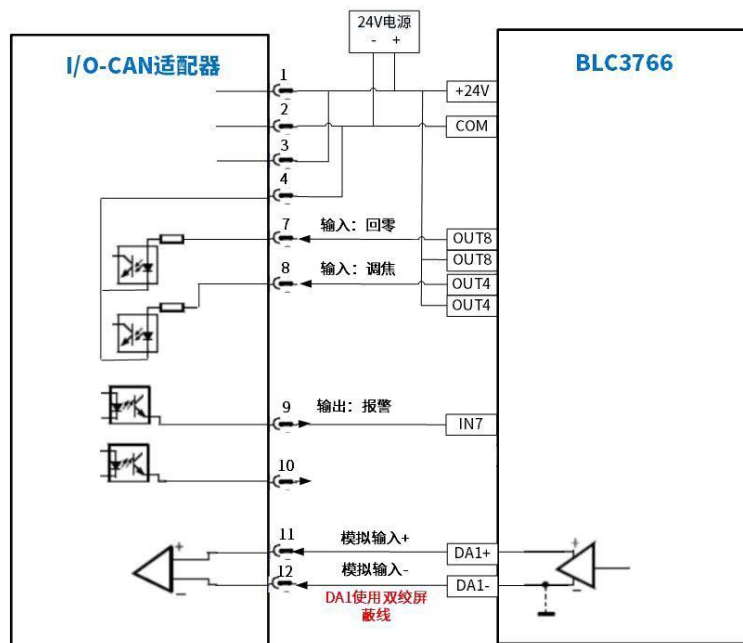 24V电源
- +
I/O-CAN适配器
BLC3766
1
+24V
2
COM
3
4
7
输入：回零
OUT8
OUT8
8
输入：调焦
OUT4
OUT4
9
输出：报警
IN7
10
11
模拟输入+
DA1+
+
+
12
模拟输入-
DA1-
-
-
DA1使用双绞屏
蔽线